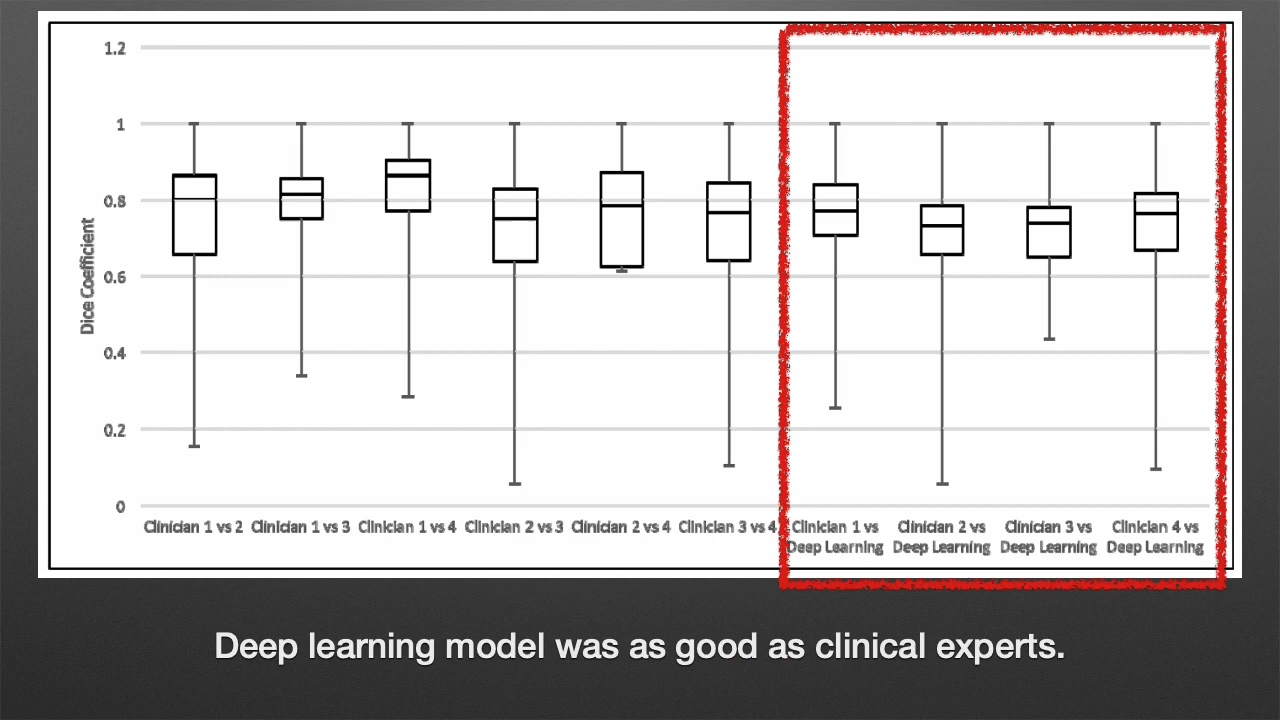 1.2
1
0.8
0.6
0.4
0.2
0
Dice Coefficient
Clinician 1 vs 2
Clinician 1 vs 3
Clinician 1 vs 4
Clinician 2 vs 3
Clinician 2 vs 4
Clinician 3 vs 4
Clinician 1 vs
Deep Learning
Clinician 2 vs
Deep Learning
Clinician 3 vs
Deep Learning
Clinician 4 vs
Deep Learning
Deep learning model was as good as clinical experts.